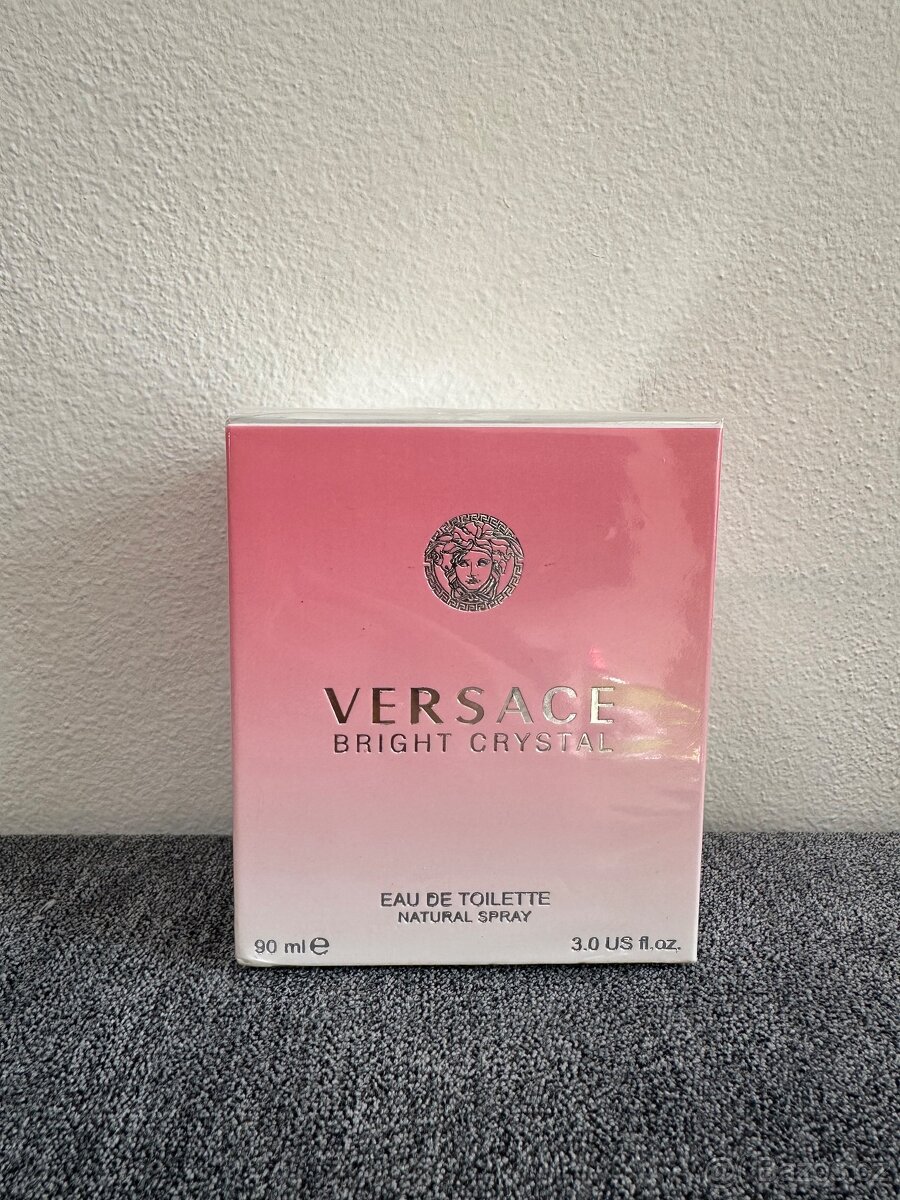 VERSACE
BRIGHT CRYSTAL
EAU DE TOILETTE
NATURAL SPRAY
90 ml ℮
3.0 US fl.oz.